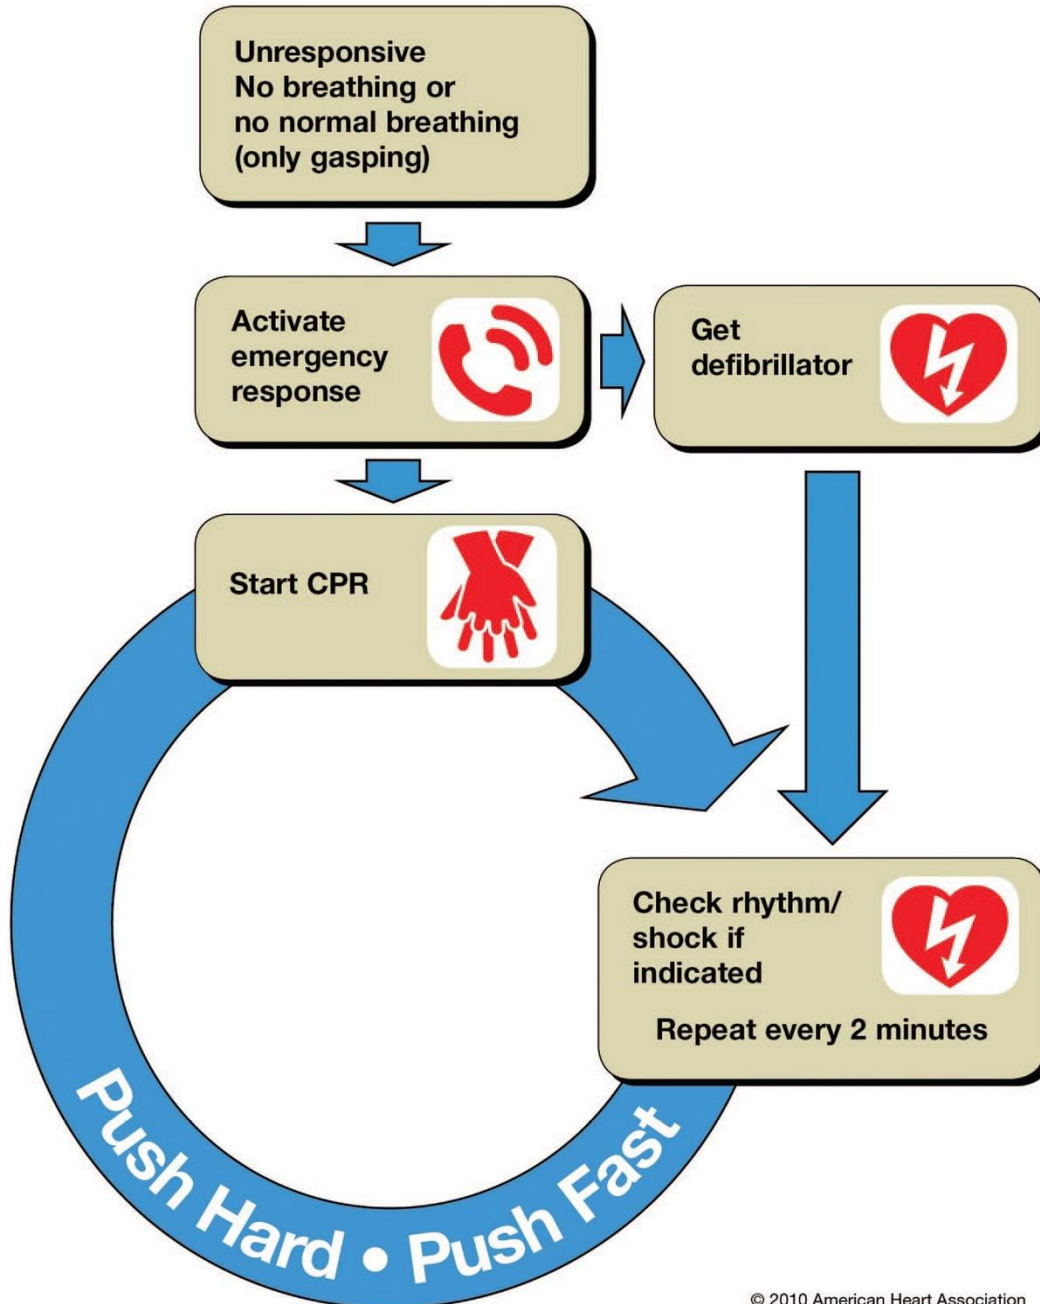 Unresponsive
No breathing or
no normal breathing
(only gasping)
Activate
emergency
response
Get
defibrillator
Start CPR
Check rhythm/
shock if
indicated
Repeat every 2 minutes
Push Hard • Push Fast
© 2010 American Heart Association